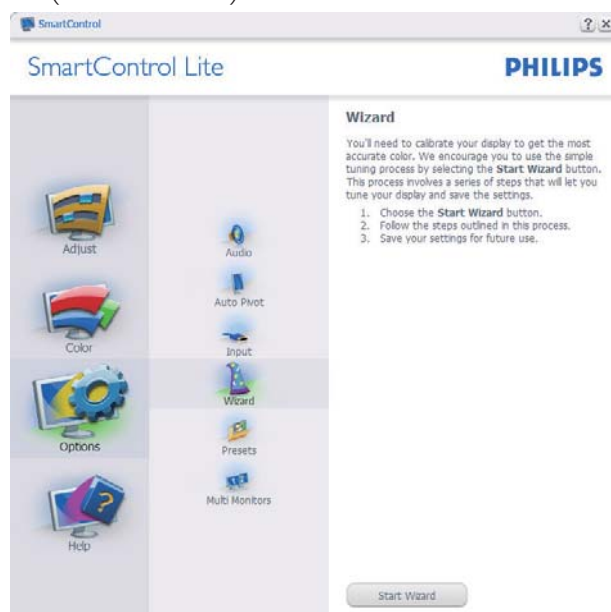 SmartControl
? x
SmartControl Lite
PHILIPS
Adjust
Color
Options
Help
Audio
Auto Pivot
Input
Wizard
Presets
Multi Monitors
Wizard
You'll need to calibrate your display to get the most
accurate color. We encourage you to use the simple
tuning process by selecting the Start Wizard button.
This process involves a series of steps that will let you
tune your display and save the settings.
1. Choose the Start Wizard button.
2. Follow the steps outlined in this process.
3. Save your settings for future use.
Start Wizard